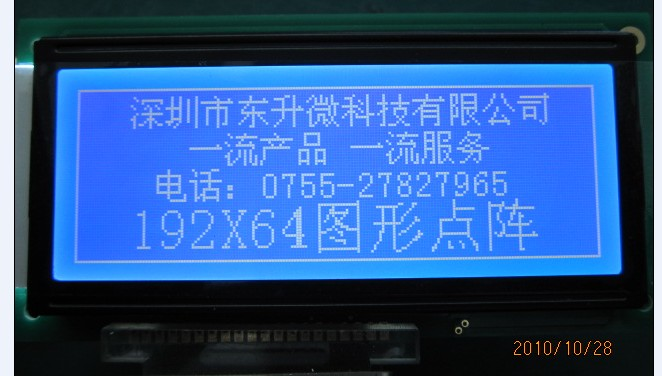 深圳市东升微科技有限公司
一流产品 一流服务
电话：0755-27827965
192X64图形点阵
2010/10/28